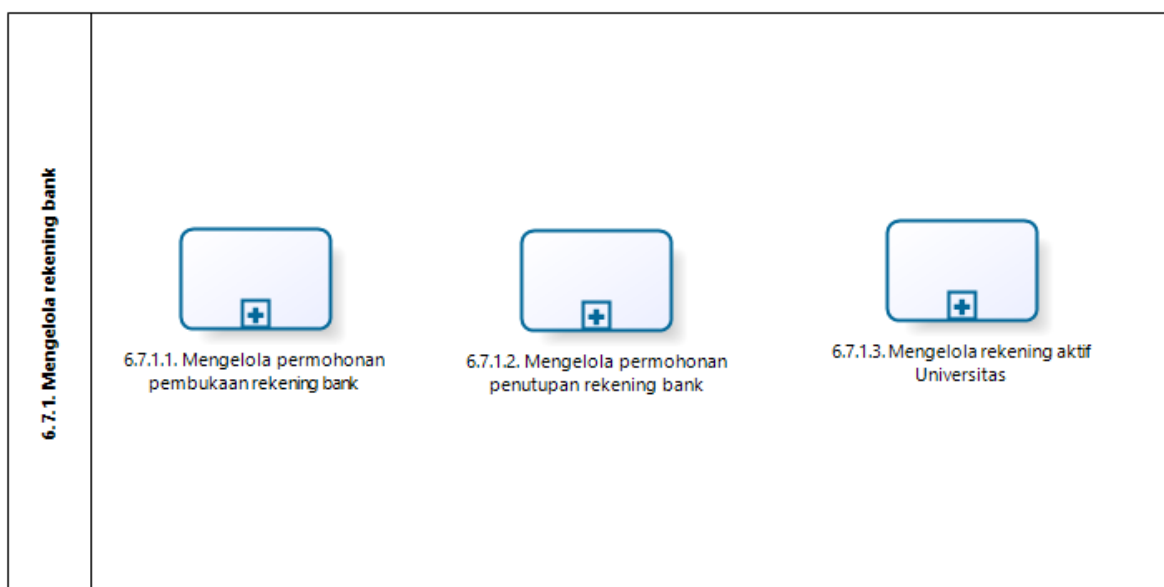 6.7.1. Mengelola rekening bank
6.7.1.1. Mengelola permohonan
pembukaan rekening bank
6.7.1.2. Mengelola permohonan
penutupan rekening bank
6.7.1.3. Mengelola rekening aktif
Universitas